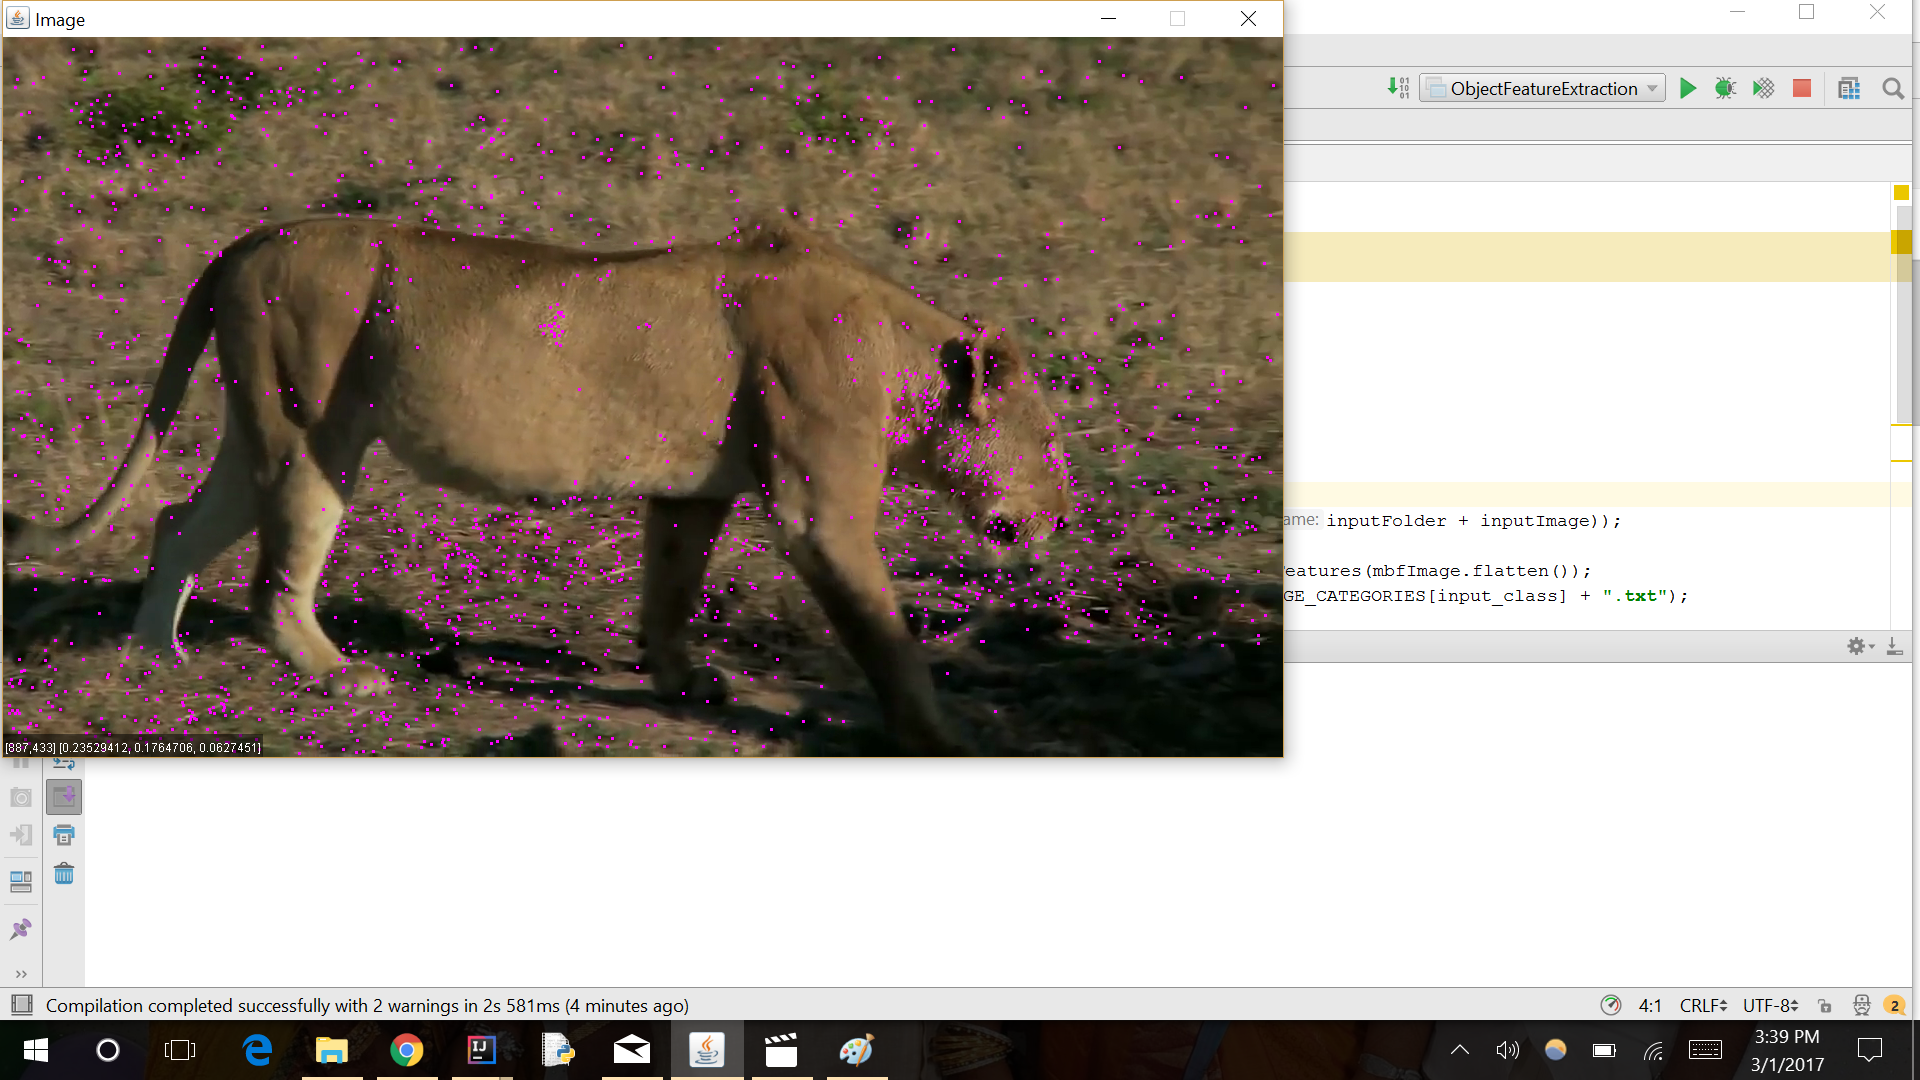 Image
ObjectFeatureExtraction
ame: inputFolder + inputImage));
eatures(mbfImage.flatten());
GE_CATEGORIES[input_class] + ".txt");
[887,433] [0.23529412, 0.1764706, 0.0627451]
Compilation completed successfully with 2 warnings in 2s 581ms (4 minutes ago)
4:1 CRLF UTF-8 2
3:39 PM
3/1/2017